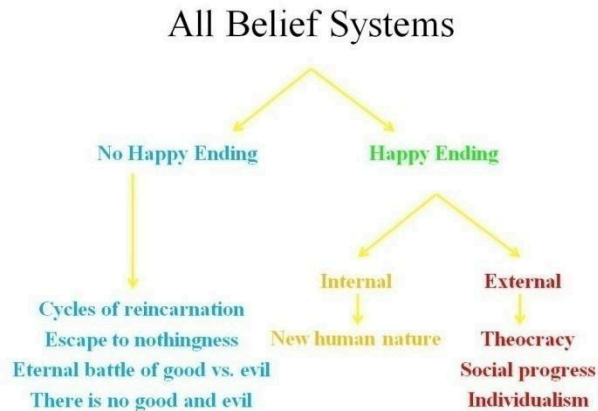 All Belief Systems
No Happy Ending
Happy Ending
Internal
External
Cycles of reincarnation
Escape to nothingness
Eternal battle of good vs. evil
There is no good and evil
New human nature
Theocracy
Social progress
Individualism